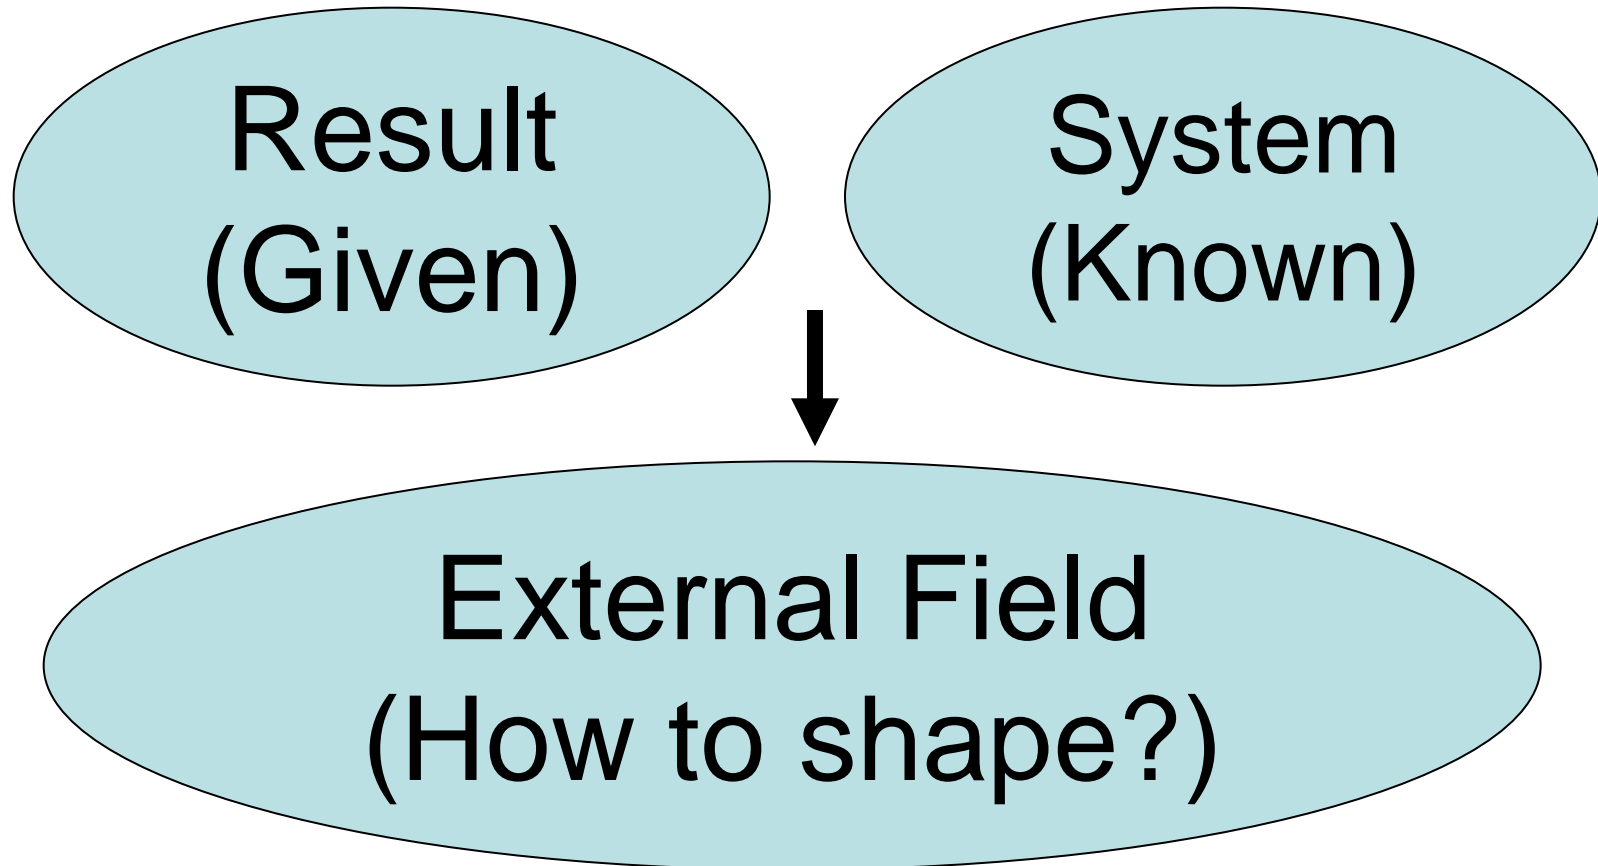 Result
(Given)
System
(Known)
External Field
(How to shape?)